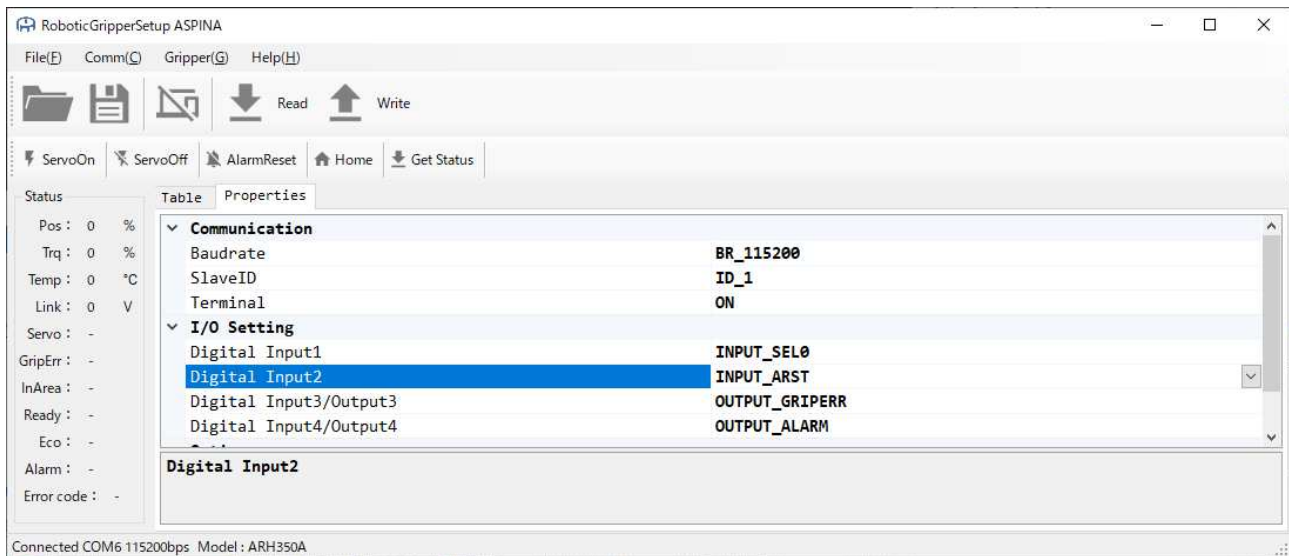 RoboticGripperSetup ASPINA
File(F) Comm(C) Gripper(G) Help(H)
Read Write
ServoOn ServoOff AlarmReset Home Get Status
Status
Pos : 0 %
Trq : 0 %
Temp : 0 °C
Link : 0 V
Servo : -
GripErr : -
InArea : -
Ready : -
Eco : -
Alarm : -
Error code : -
Table Properties
Communication
Baudrate BR_115200
SlaveID ID_1
Terminal ON
I/O Setting
Digital Input1 INPUT_SEL0
Digital Input2 INPUT_ARST
Digital Input3/Output3 OUTPUT_GRIPERR
Digital Input4/Output4 OUTPUT_ALARM
Digital Input2
Connected COM6 115200bps Model : ARH350A